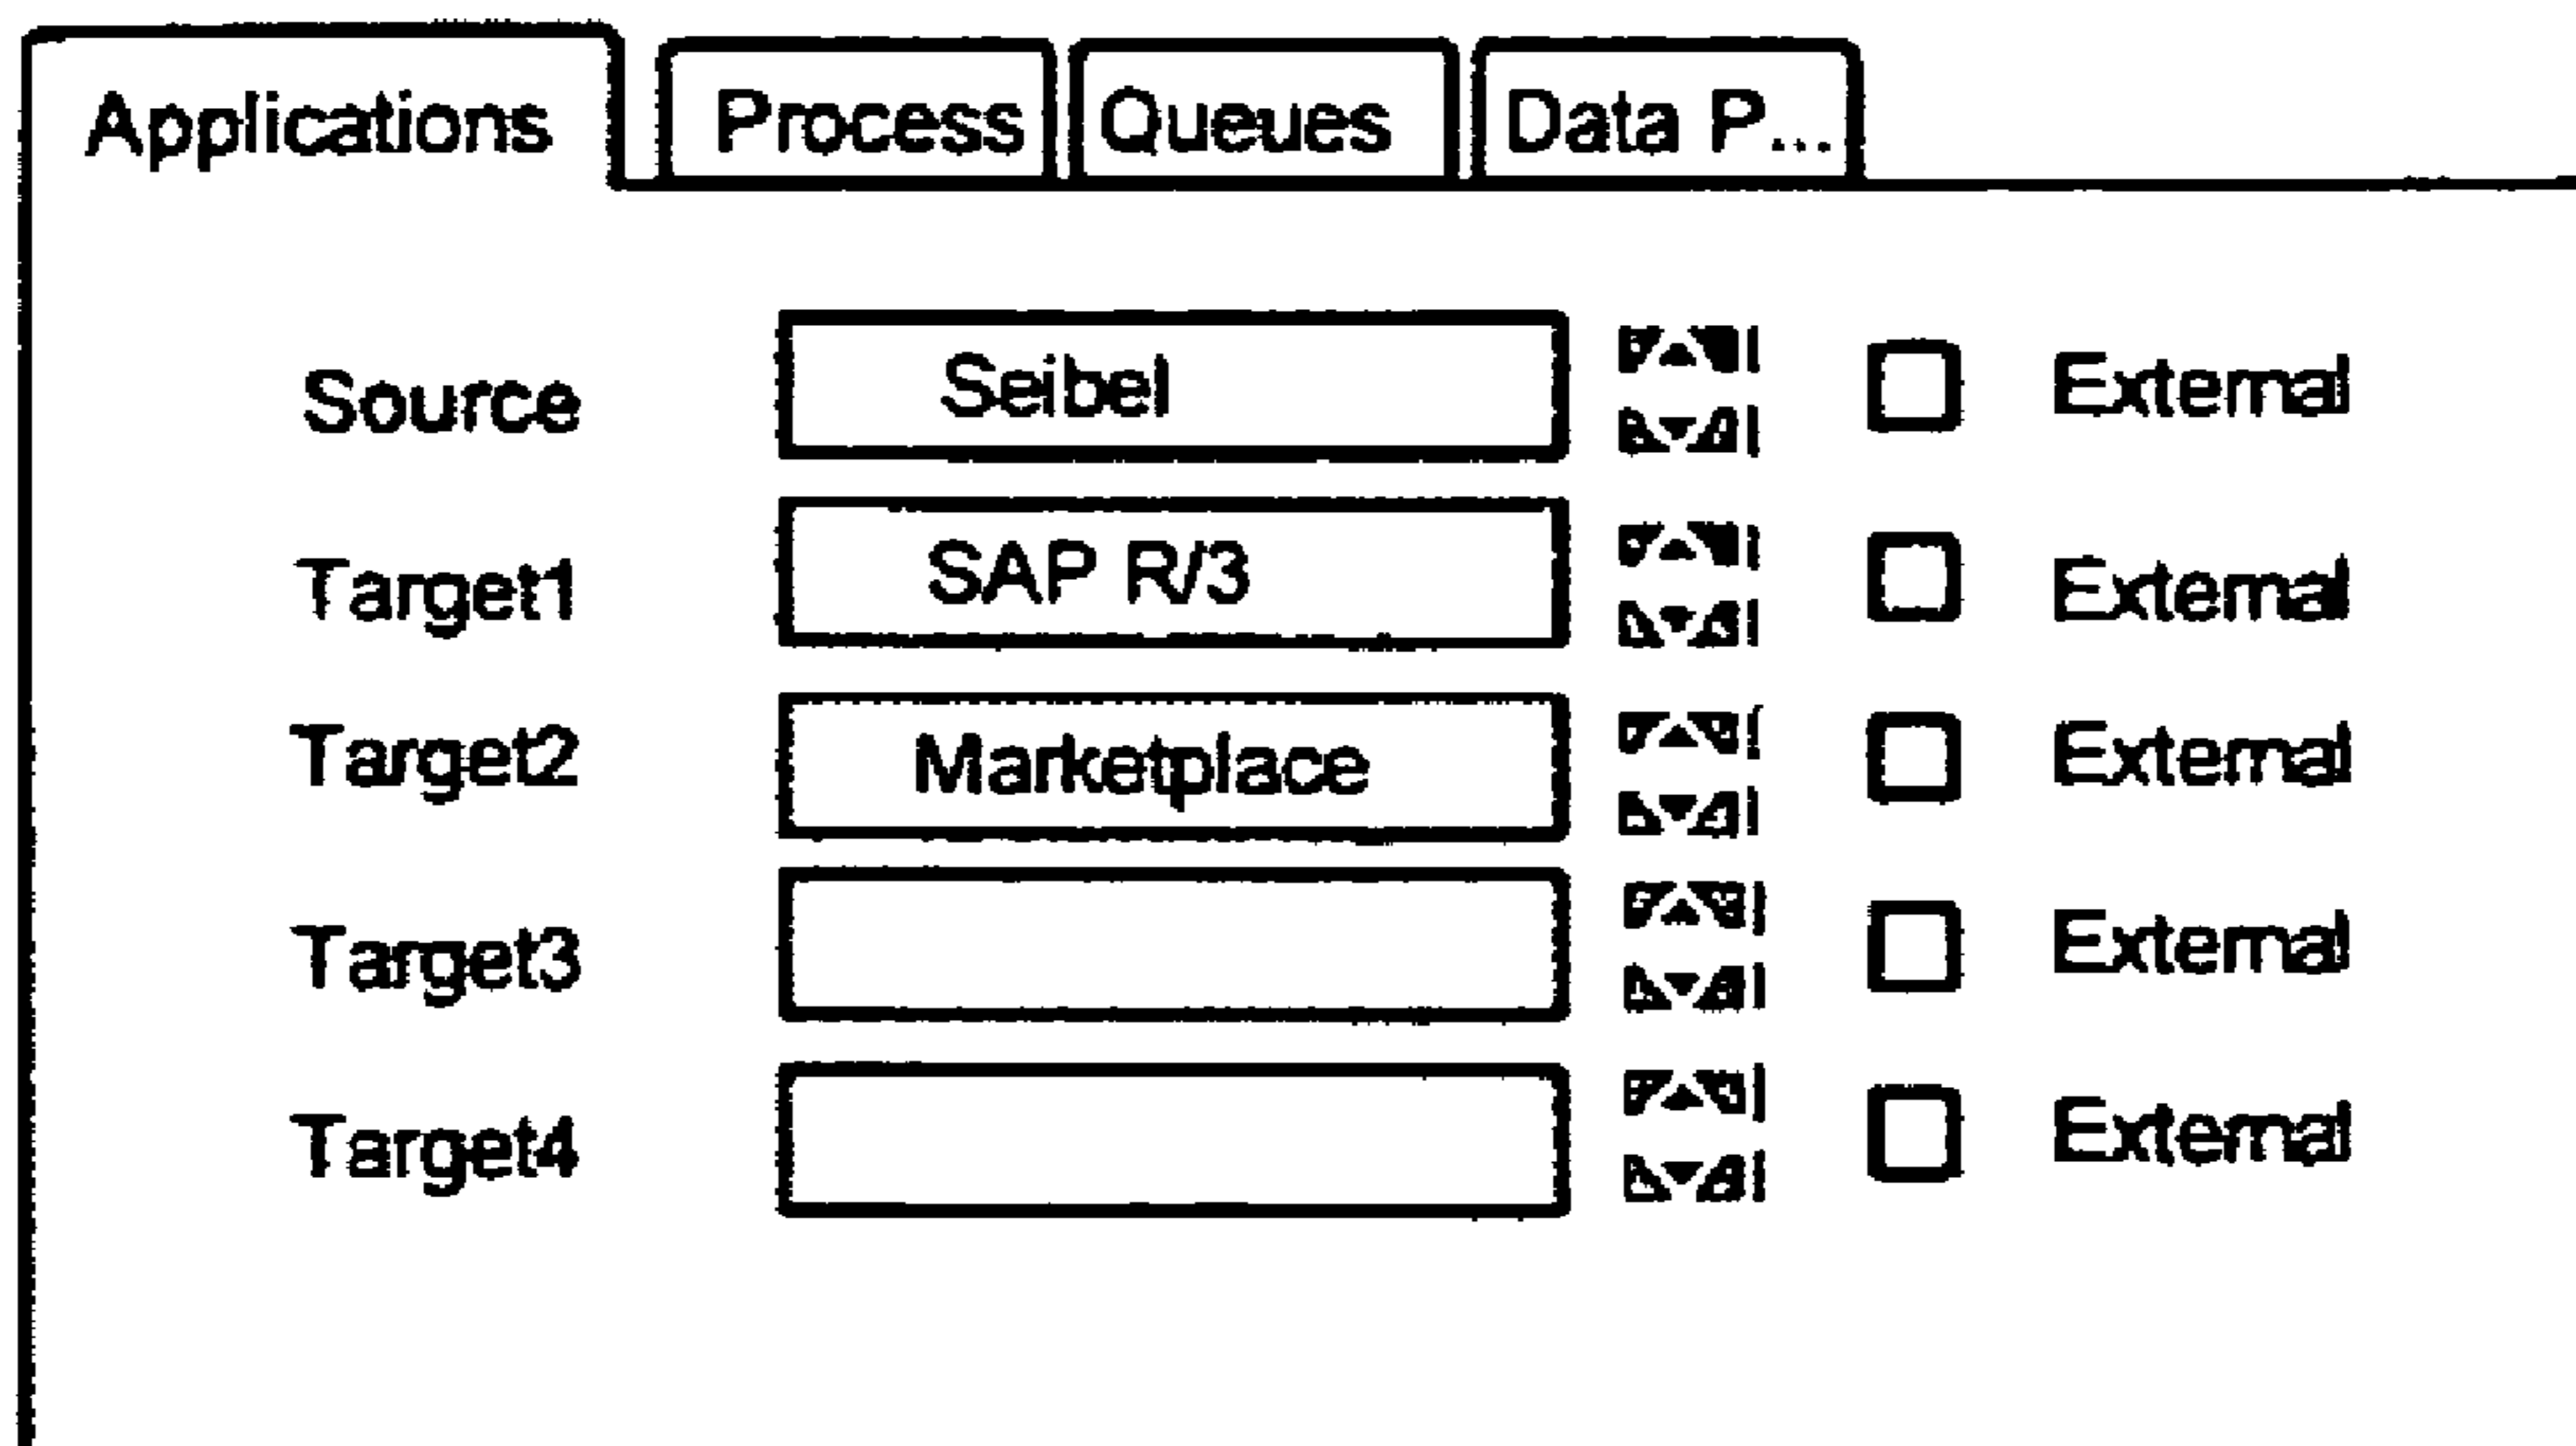 Applications Process Queues Data P...
Source Seibel External
Target1 SAP R/3 External
Target2 Marketplace External
Target3 External
Target4 External